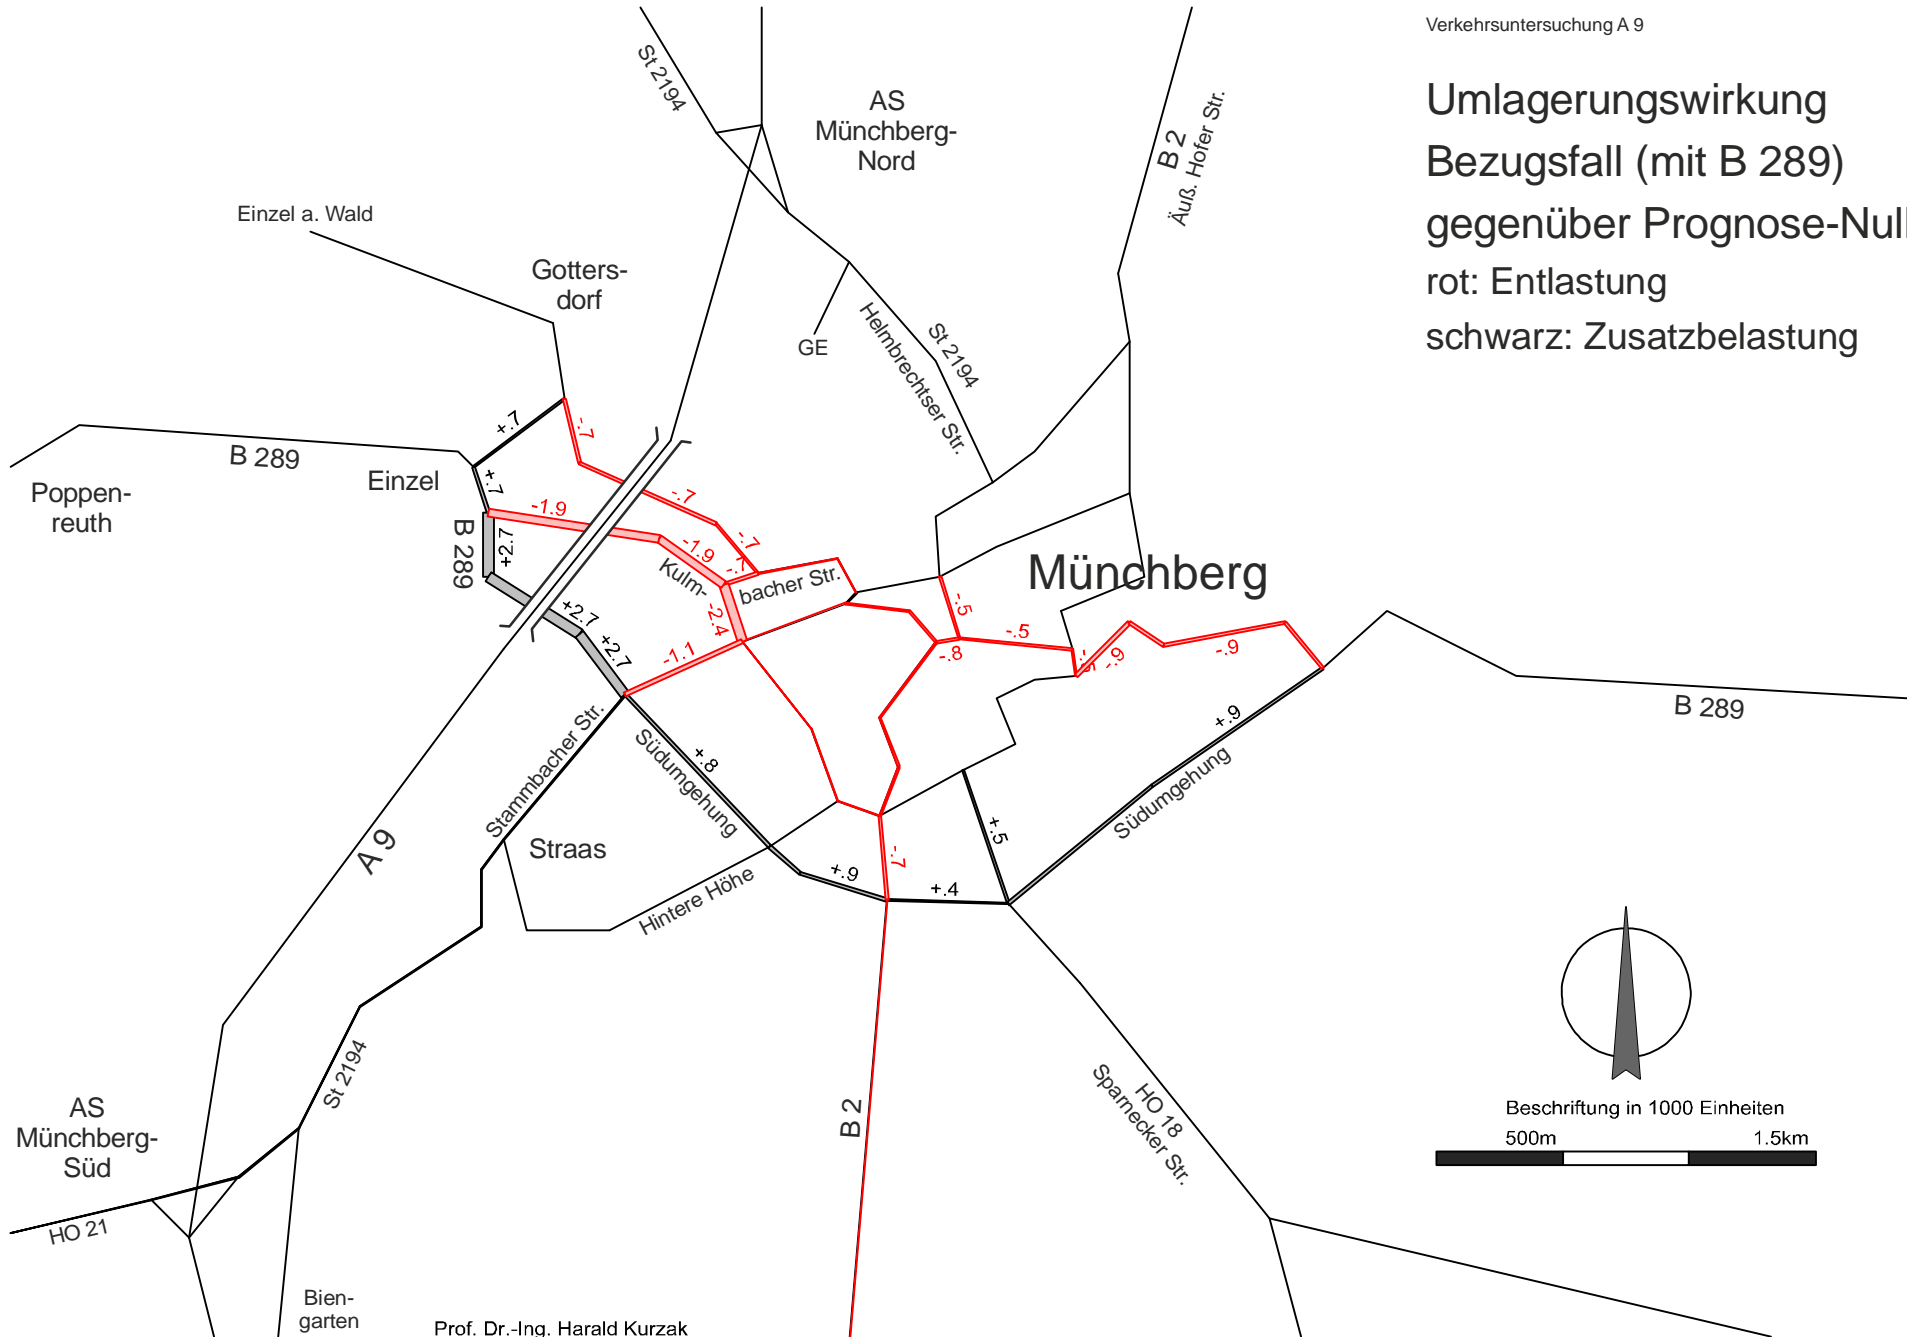 Verkehrsuntersuchung A 9
Umlagerungswirkung
Bezugsfall (mit B 289)
gegenüber Prognose-Null
rot: Entlastung
schwarz: Zusatzbelastung
St 2194
AS
Münchberg-
Nord
B 2
Äuß. Hofer Str.
Einzel a. Wald
Gotters-
dorf
GE
Helmbrechtser Str.
St 2194
B 289
Einzel
Poppen-
reuth
+.7
-.7
+.7
-.7
-1.9
B 289
+2.7
-1.9
-.7
-.7
Kulm-
bacher Str.
-2.4
+2.7
+2.7
-1.1
Münchberg
-.5
-.5
-.8
-.5
-.9
-.9
B 289
Stammbacher Str.
Südumgehung
+.8
+.9
Südumgehung
A 9
Straas
Hintere Höhe
+.9
-.7
+.4
+.5
St 2194
AS
Münchberg-
Süd
HO 21
B 2
HO 18
Sparnecker Str.
Beschriftung in 1000 Einheiten
500m 1.5km
Bien-
garten
Prof. Dr.-Ing. Harald Kurzak